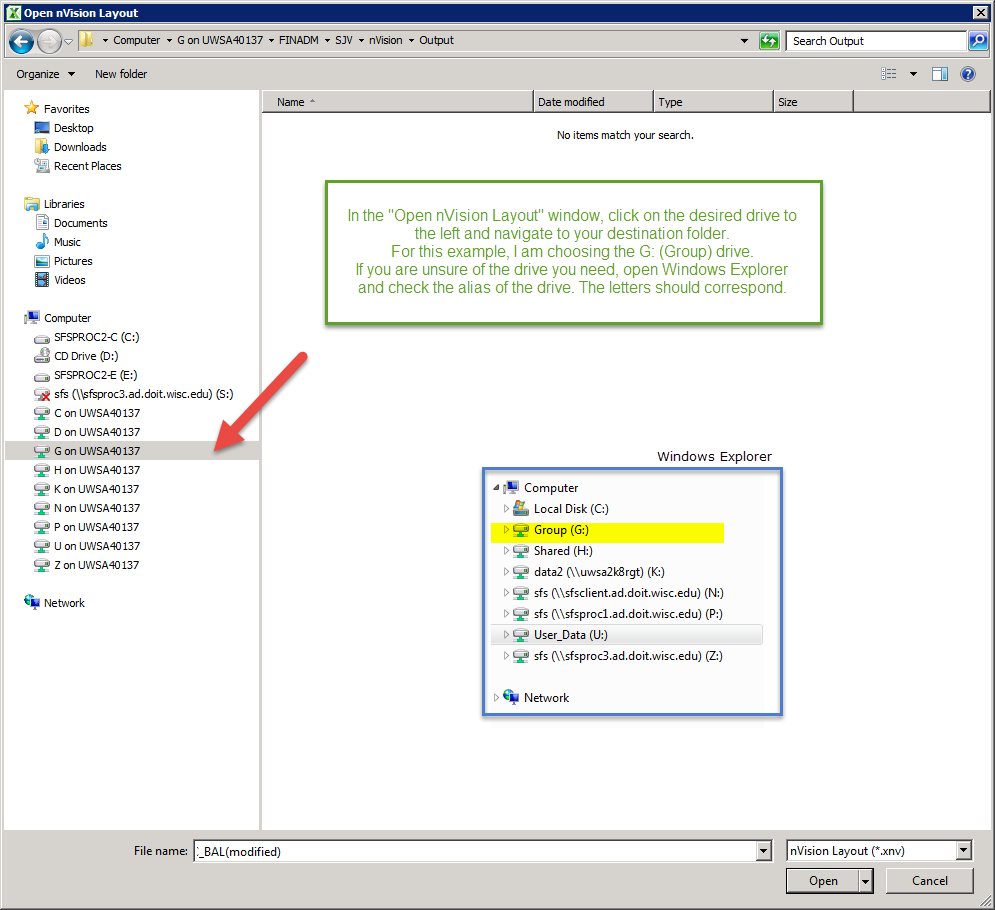 Open nVision Layout
Computer G on UWSA40137 FINADM SJV nVision Output
Search Output
Organize New folder
Name Date modified Type Size
No items match your search.
Favorites
Desktop
Downloads
Recent Places
Libraries
Documents
Music
Pictures
Videos
Computer
SFSPROC2-C (C:)
CD Drive (D:)
SFSPROC2-E (E:)
sfs (\\sfsproc3.ad.doit.wisc.edu) (S:)
C on UWSA40137
D on UWSA40137
G on UWSA40137
H on UWSA40137
K on UWSA40137
N on UWSA40137
P on UWSA40137
U on UWSA40137
Z on UWSA40137
Network
In the "Open nVision Layout" window, click on the desired drive to
the left and navigate to your destination folder.
For this example, I am choosing the G: (Group) drive.
If you are unsure of the drive you need, open Windows Explorer
and check the alias of the drive. The letters should correspond.
Windows Explorer
Computer
Local Disk (C:)
Group (G:)
Shared (H:)
data2 (\\uwsa2k8rgt) (K:)
sfs (\\sfsclient.ad.doit.wisc.edu) (N:)
sfs (\\sfsproc1.ad.doit.wisc.edu) (P:)
User_Data (U:)
sfs (\\sfsproc3.ad.doit.wisc.edu) (Z:)
Network
File name: _BAL(modified)
nVision Layout (*.xnv)
Open Cancel